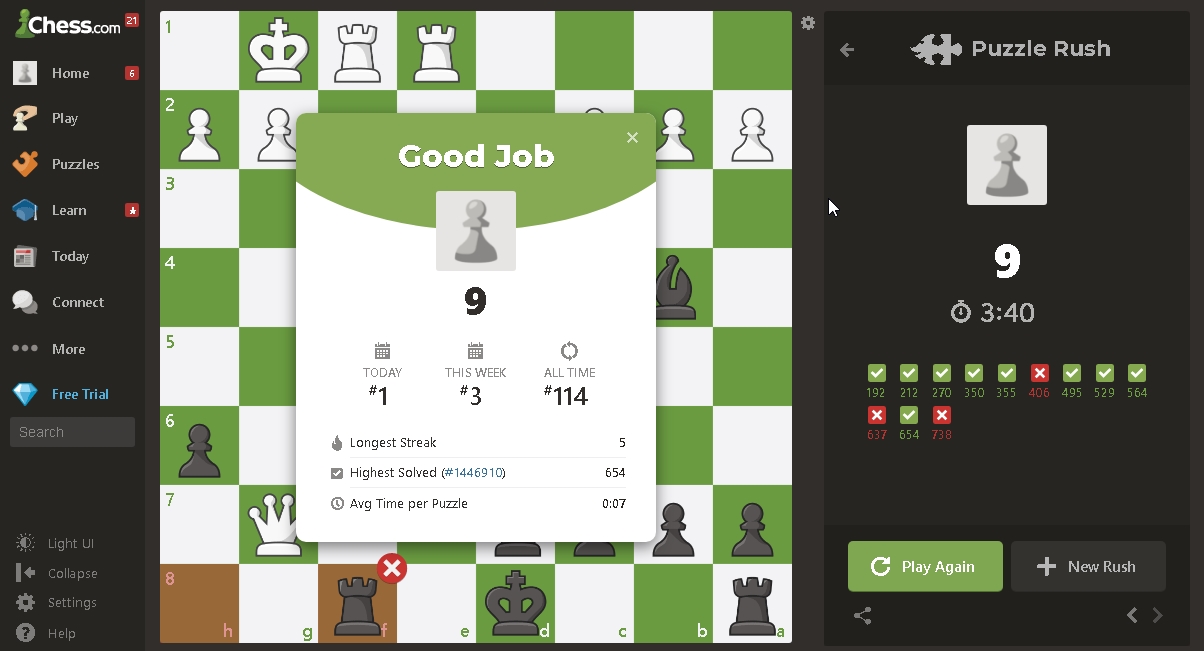 Chess.com 21
Home 6
Play
Puzzles
Learn
Today
Connect
More
Free Trial
Search
Light UI
Collapse
Settings
Help
1
2
3
4
5
6
7
8
h g f e d c b a
Good Job
9
TODAY THIS WEEK ALL TIME
#1 #3 #114
Longest Streak 5
Highest Solved (#1446910) 654
Avg Time per Puzzle 0:07
Puzzle Rush
9
3:40
192 212 270 350 355 406 495 529 564
637 654 738
Play Again New Rush